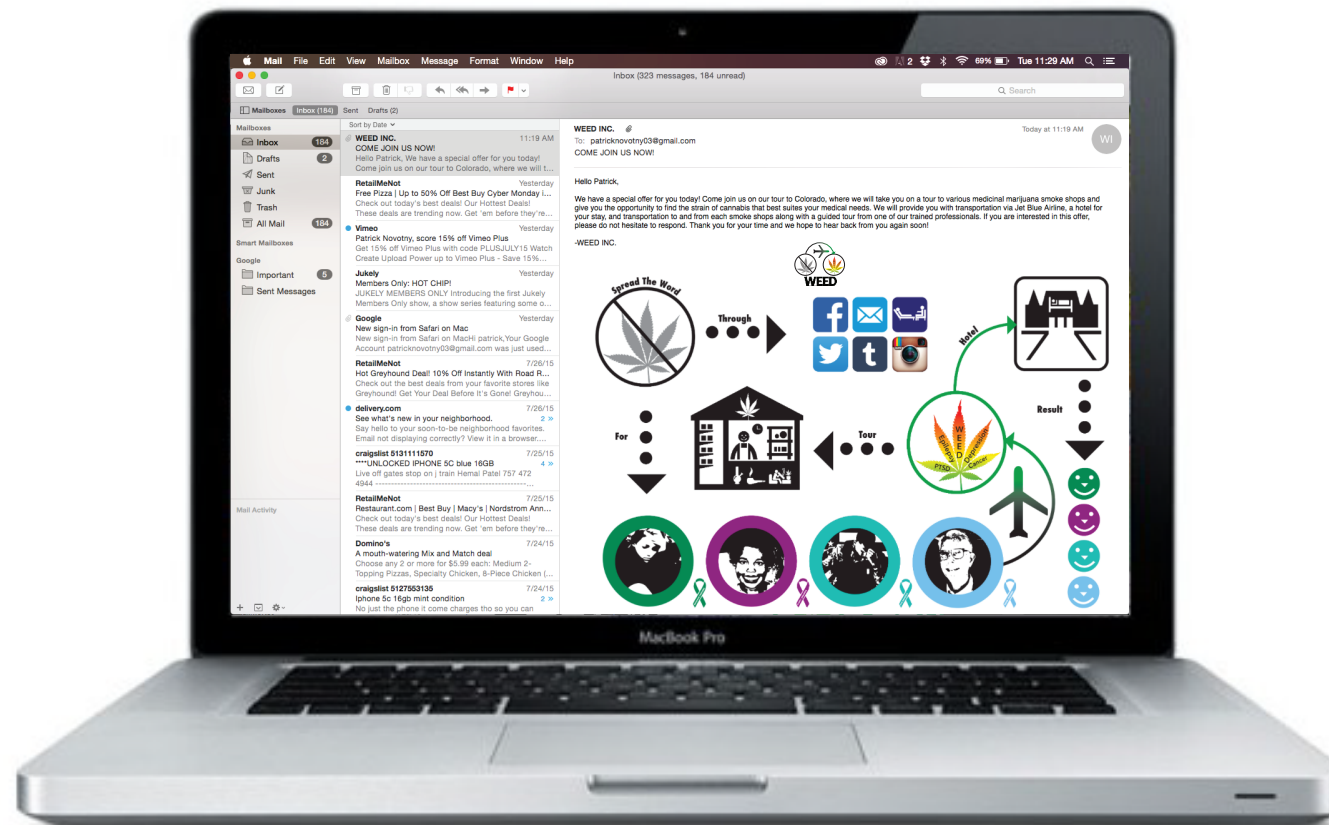 Mail File Edit View Mailbox Message Format Window Help
2 69% Tue 11:29 AM
Inbox (323 messages, 184 unread)
Search
Mailboxes Inbox (184) Sent Drafts (2)
Mailboxes
Inbox 184
Drafts 2
Sent
Junk
Trash
All Mail 184
Smart Mailboxes
Google
Important 5
Sent Messages
Mail Activity
Sort by Date
WEED INC. 11:19 AM
COME JOIN US NOW!
Hello Patrick, We have a special offer for you today!
Come join us on our tour to Colorado, where we will t...
RetailMeNot Yesterday
Free Pizza | Up to 50% Off Best Buy Cyber Monday i...
Check out today's best deals! Our Hottest Deals!
These deals are trending now. Get 'em before they're...
Vimeo Yesterday
Patrick Novotny, score 15% off Vimeo Plus
Get 15% off Vimeo Plus with code PLUSJULY15 Watch
Create Upload Power up to Vimeo Plus - Save 15%...
Jukely Yesterday
Members Only: HOT CHIP!
JUKELY MEMBERS ONLY Introducing the first Jukely
Members Only show, a show series featuring some o...
Google Yesterday
New sign-in from Safari on Mac
New sign-in from Safari on MacHi patrick,Your Google
Account patricknovotny03@gmail.com was just used...
RetailMeNot 7/26/15
Hot Greyhound Deal! 10% Off Instantly With Road R...
Check out the best deals from your favorite stores like
Greyhound! Get Your Deal Before It's Gone! Greyhou...
delivery.com 7/26/15
See what's new in your neighborhood. 2 »
Say hello to your soon-to-be neighborhood favorites.
Email not displaying correctly? View it in a browser....
craigslist 5131111570 7/25/15
****UNLOCKED IPHONE 5C blue 16GB 4 »
Live off gates stop on j train Hemal Patel 757 472
4944 ------------------------------------------------...
RetailMeNot 7/25/15
Restaurant.com | Best Buy | Macy's | Nordstrom Ann...
Check out today's best deals! Our Hottest Deals!
These deals are trending now. Get 'em before they're...
Domino's 7/24/15
A mouth-watering Mix and Match deal
Choose any 2 or more for $5.99 each: Medium 2-
Topping Pizzas, Specialty Chicken, 8-Piece Chicken (...
craigslist 5127553135 7/24/15
Iphone 5c 16gb mint condition 2 »
No just the phone it come charges tho so you can
WEED INC. Today at 11:29 AM
WI
To: patricknovotny03@gmail.com
COME JOIN US NOW!
Hello Patrick,
We have a special offer for you today! Come join us on our tour to Colorado, where we will take you on a tour to various medicinal marijuana smoke shops and
give you the opportunity to find the strain of cannabis that best suites your medical needs. We will provide you with transportation via Jet Blue Airline, a hotel for
your stay, and transportation to and from each smoke shops along with a guided tour from one of our trained professionals. If you are interested in this offer,
please do not hesitate to respond. Thank you for your time and we hope to hear back from you again soon!
-WEED INC.
WEED
Spread The Word
Through
f
t
Hotel
Result
For
Tour
WEED
Epilepsy
Depression
PTSD
Cancer
MacBook Pro